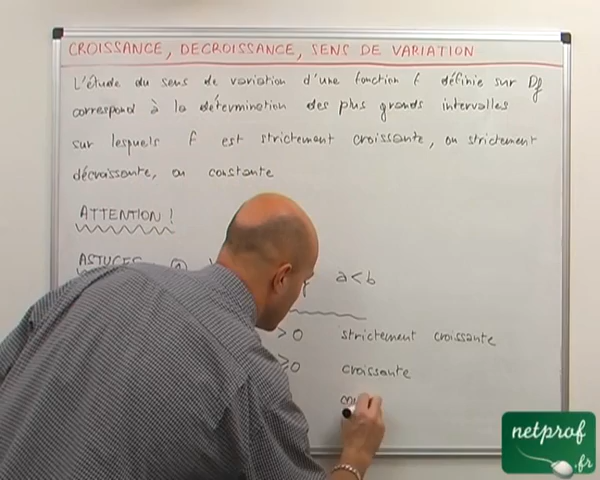 CROISSANCE, DECROISSANCE, SENS DE VARIATION
L'étude du sens de variation d'une fonction f définie sur Df
correspond à la détermination des plus grands intervalles
sur lesquels f est strictement croissante, ou strictement
décroissante, ou constante
ATTENTION !
ASTUCES 1 a < b
> 0 strictement croissante
≥ 0 croissante
netprof
.fr